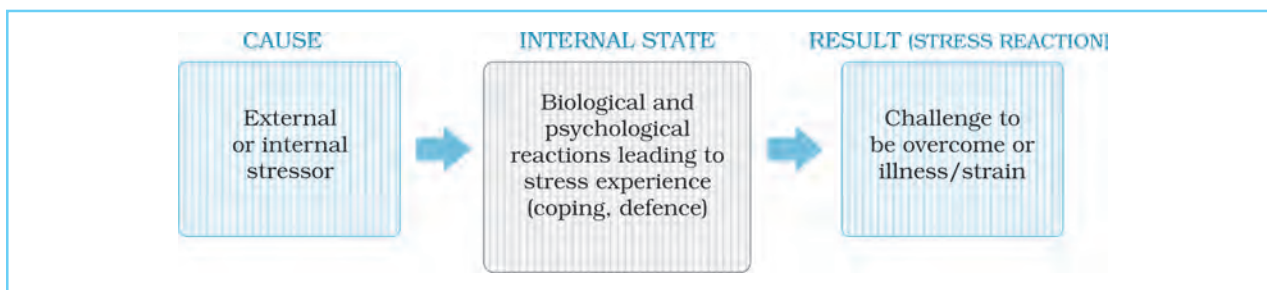 CAUSE
External
or internal
stressor
INTERNAL STATE
Biological and
psychological
reactions leading to
stress experience
(coping, defence)
RESULT (STRESS REACTION)
Challenge to
be overcome or
illness/strain